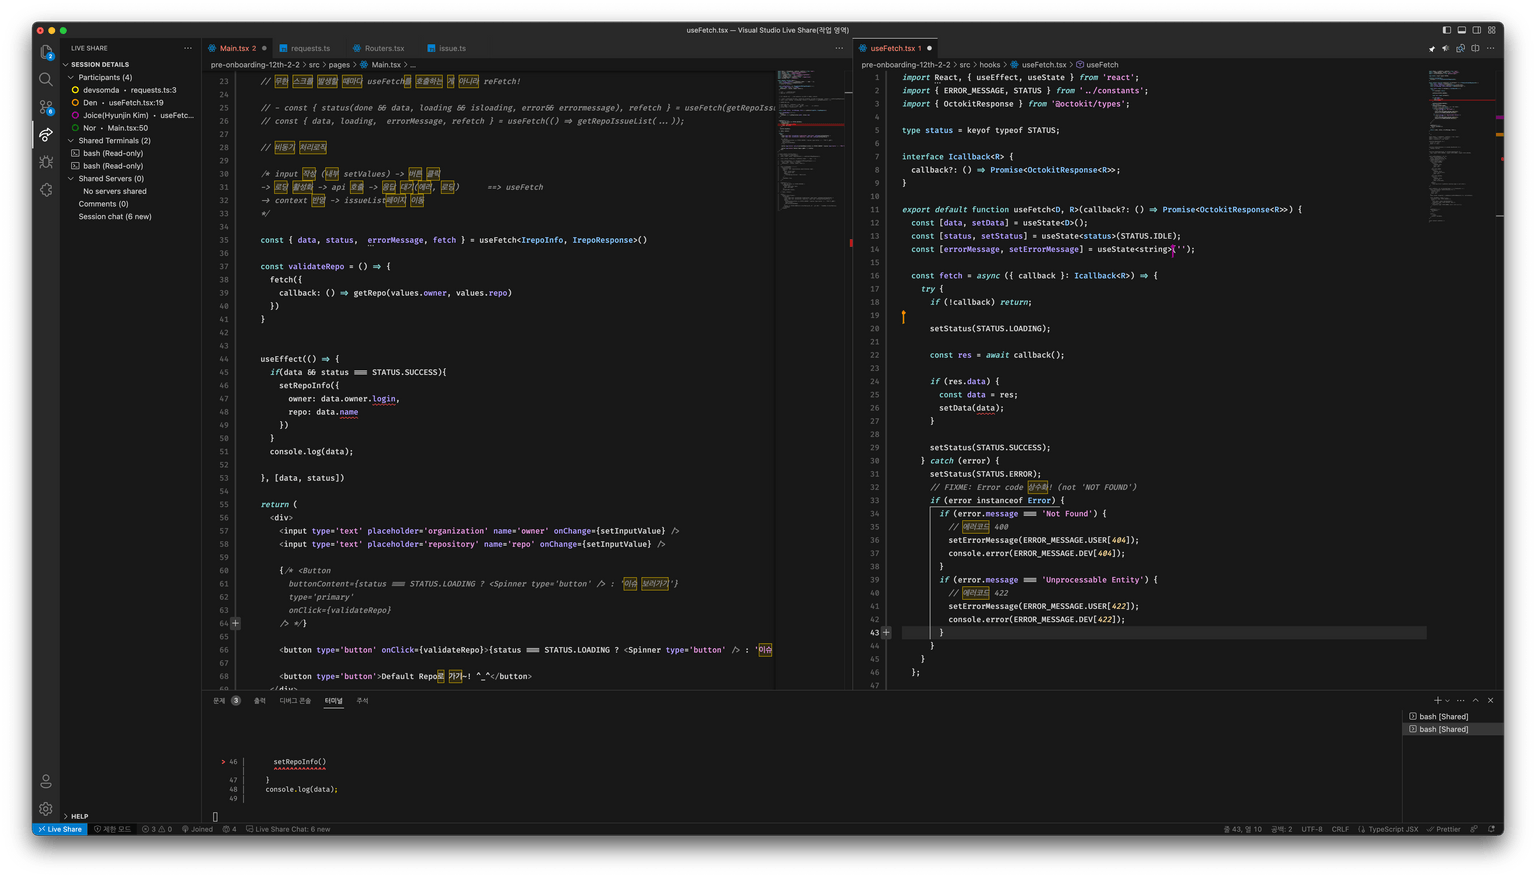 useFetch.tsx — Visual Studio Live Share(작업 영역)
LIVE SHARE
SESSION DETAILS
Participants (4)
devsomda • requests.ts:3
Den • useFetch.tsx:19
Joice(Hyunjin Kim) • useFetc...
Nor • Main.tsx:50
Shared Terminals (2)
bash (Read-only)
bash (Read-only)
Shared Servers (0)
No servers shared
Comments (0)
Session chat (6 new)
HELP
Main.tsx 2
requests.ts
Routers.tsx
issue.ts
pre-onboarding-12th-2-2 > src > pages > Main.tsx > ...
23 // 무한 스크롤 발생할 때마다 useFetch를 호출하는 게 아니라 reFetch!
24
25 // - const { status(done && data, loading && isloading, error&& errormessage), refetch } = useFetch(getRepoIssu
26 // const { data, loading,  errorMessage, refetch } = useFetch(() => getRepoIssueList(...));
27
28 // 비동기 처리로직
29
30 /* input 작성 (내부 setValues) -> 버튼 클릭
31 -> 로딩 활성화 -> api 호출 -> 응답 대기(에러, 로딩)      ==> useFetch
32 -> context 반영 -> issueList페이지 이동
33 */
34
35 const { data, status,  errorMessage, fetch } = useFetch<IrepoInfo, IrepoResponse>()
36
37 const validateRepo = () => {
38 fetch({
39 callback: () => getRepo(values.owner, values.repo)
40 })
41 }
42
43
44 useEffect(() => {
45 if(data && status === STATUS.SUCCESS){
46 setRepoInfo({
47 owner: data.owner.login,
48 repo: data.name
49 })
50 }
51 console.log(data);
52
53 }, [data, status])
54
55 return (
56 <div>
57 <input type='text' placeholder='organization' name='owner' onChange={setInputValue} />
58 <input type='text' placeholder='repository' name='repo' onChange={setInputValue} />
59
60 {/* <Button
61 buttonContent={status === STATUS.LOADING ? <Spinner type='button' /> : '이슈 보러가기'}
62 type='primary'
63 onClick={validateRepo}
64 /> */}
65
66 <button type='button' onClick={validateRepo}>{status === STATUS.LOADING ? <Spinner type='button' /> : '이슈
67
68 <button type='button'>Default Repo로 가기~! ^_^</button>
69 </div>
useFetch.tsx 1
pre-onboarding-12th-2-2 > src > hooks > useFetch.tsx > useFetch
1 import React, { useEffect, useState } from 'react';
2 import { ERROR_MESSAGE, STATUS } from '../constants';
3 import { OctokitResponse } from '@octokit/types';
4
5 type status = keyof typeof STATUS;
6
7 interface Icallback<R> {
8 callback?: () => Promise<OctokitResponse<R>>;
9 }
10
11 export default function useFetch<D, R>(callback?: () => Promise<OctokitResponse<R>>) {
12 const [data, setData] = useState<D>();
13 const [status, setStatus] = useState<status>(STATUS.IDLE);
14 const [errorMessage, setErrorMessage] = useState<string>('');
15
16 const fetch = async ({ callback }: Icallback<R>) => {
17 try {
18 if (!callback) return;
19
20 setStatus(STATUS.LOADING);
21
22 const res = await callback();
23
24 if (res.data) {
25 const data = res;
26 setData(data);
27 }
28
29 setStatus(STATUS.SUCCESS);
30 } catch (error) {
31 setStatus(STATUS.ERROR);
32 // FIXME: Error code 상수화! (not 'NOT FOUND')
33 if (error instanceof Error) {
34 if (error.message === 'Not Found') {
35 // 에러코드 400
36 setErrorMessage(ERROR_MESSAGE.USER[404]);
37 console.error(ERROR_MESSAGE.DEV[404]);
38 }
39 if (error.message === 'Unprocessable Entity') {
40 // 에러코드 422
41 setErrorMessage(ERROR_MESSAGE.USER[422]);
42 console.error(ERROR_MESSAGE.DEV[422]);
43 }
44 }
45 }
46 };
47
문제 3
출력
디버그 콘솔
터미널
주석
> 46 | setRepoInfo()
|
47 | }
48 | console.log(data);
49 |
bash [Shared]
bash [Shared]
Live Share
제한 모드
3 0
Joined
4
Live Share Chat: 6 new
줄 43, 열 10
공백: 2
UTF-8
CRLF
TypeScript JSX
Prettier